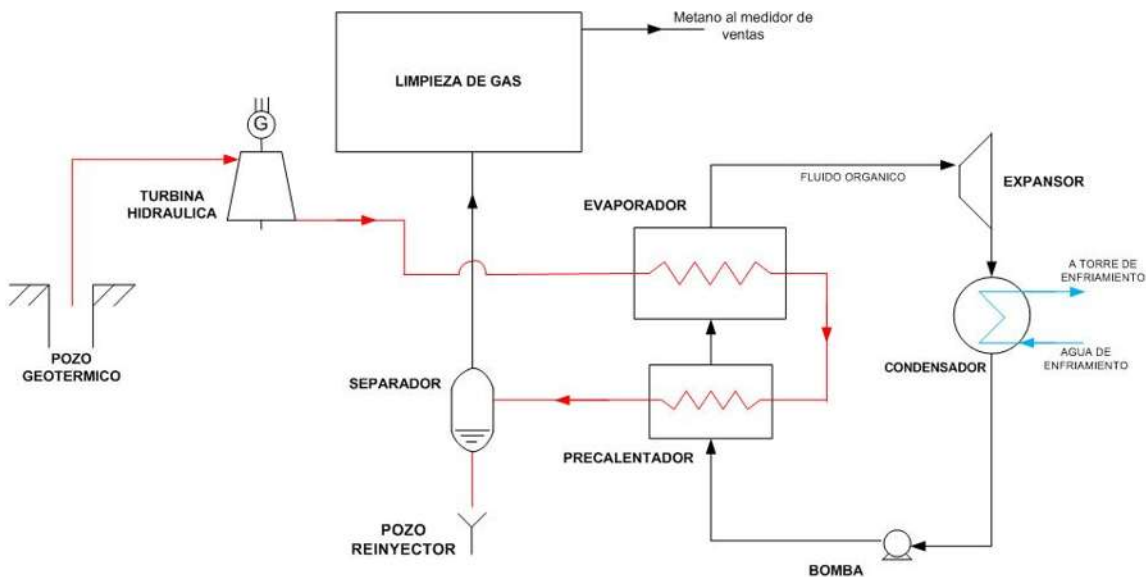 Metano al medidor de
ventas
LIMPIEZA DE GAS
G
TURBINA
HIDRAULICA
FLUIDO ORGANICO
EXPANSOR
EVAPORADOR
A TORRE DE
ENFRIAMIENTO
POZO
GEOTERMICO
SEPARADOR
CONDENSADOR
AGUA DE
ENFRIAMIENTO
PRECALENTADOR
POZO
REINYECTOR
BOMBA